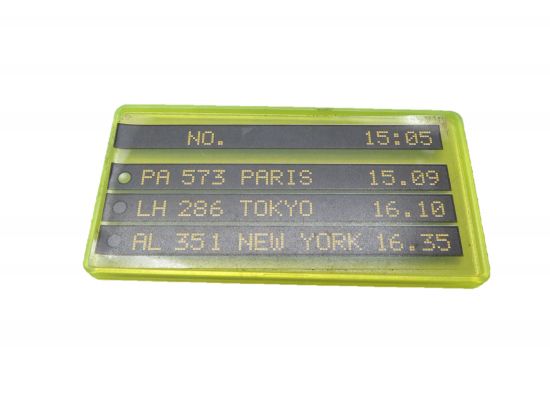 NO. 15:05
PA 573 PARIS 15.09
LH 286 TOKYO 16.10
AL 351 NEW YORK 16.35